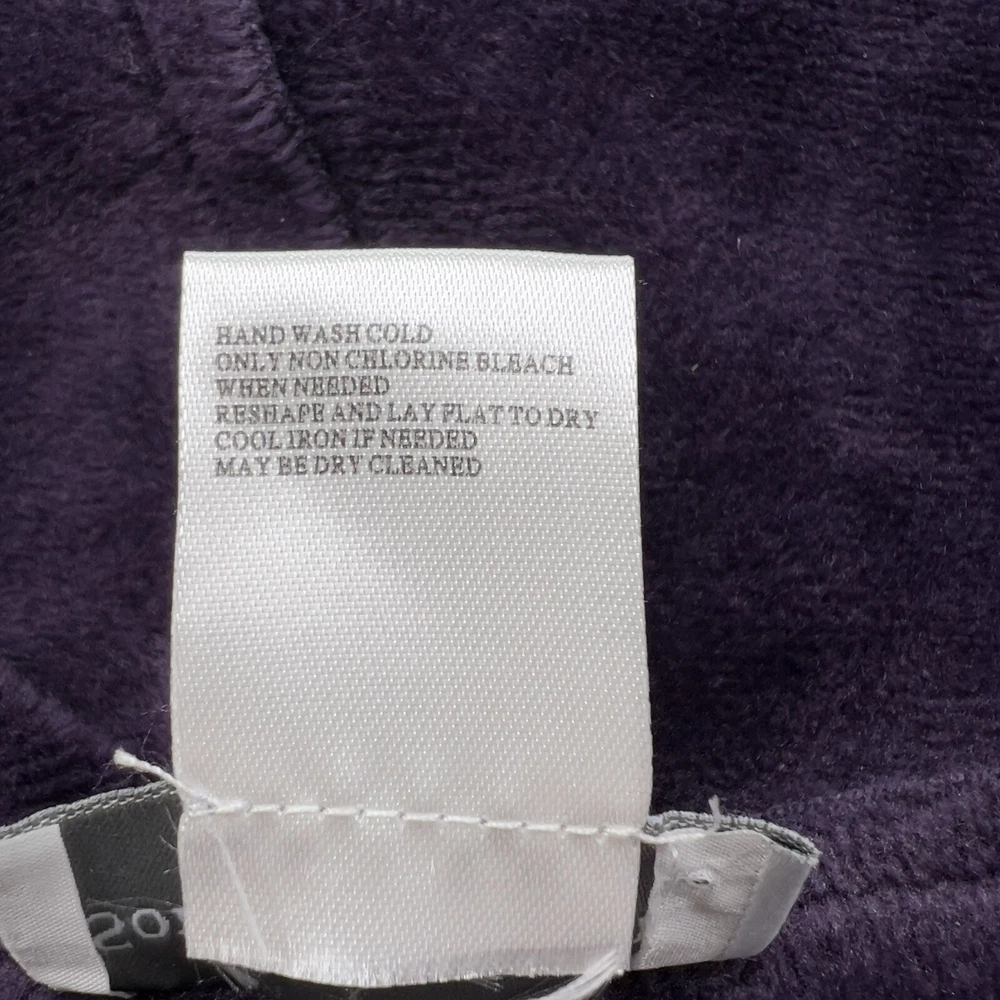 HAND WASH COLD
ONLY NON CHLORINE BLEACH
WHEN NEEDED
RESHAPE AND LAY FLAT TO DRY
COOL IRON IF NEEDED
MAY BE DRY CLEANED